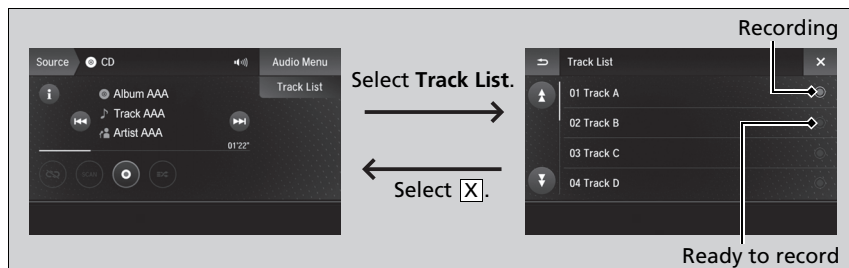 Recording
Source CD Audio Menu
Track List
Album AAA
Track AAA
Artist AAA
01'22"
SCAN
Select Track List.
Select X.
Track List X
01 Track A
02 Track B
03 Track C
04 Track D
Ready to record